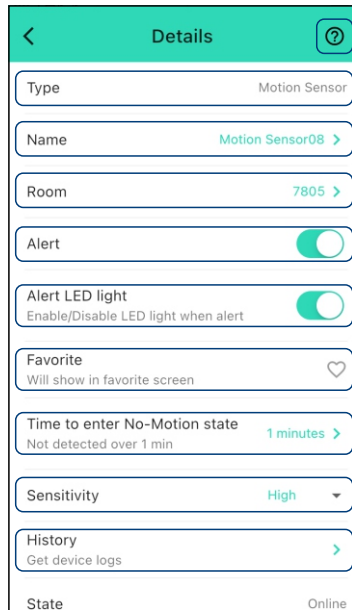 Details
Type Motion Sensor
Name Motion Sensor08
Room 7805
Alert
Alert LED light
Enable/Disable LED light when alert
Favorite
Will show in favorite screen
Time to enter No-Motion state 1 minutes
Not detected over 1 min
Sensitivity High
History
Get device logs
State Online